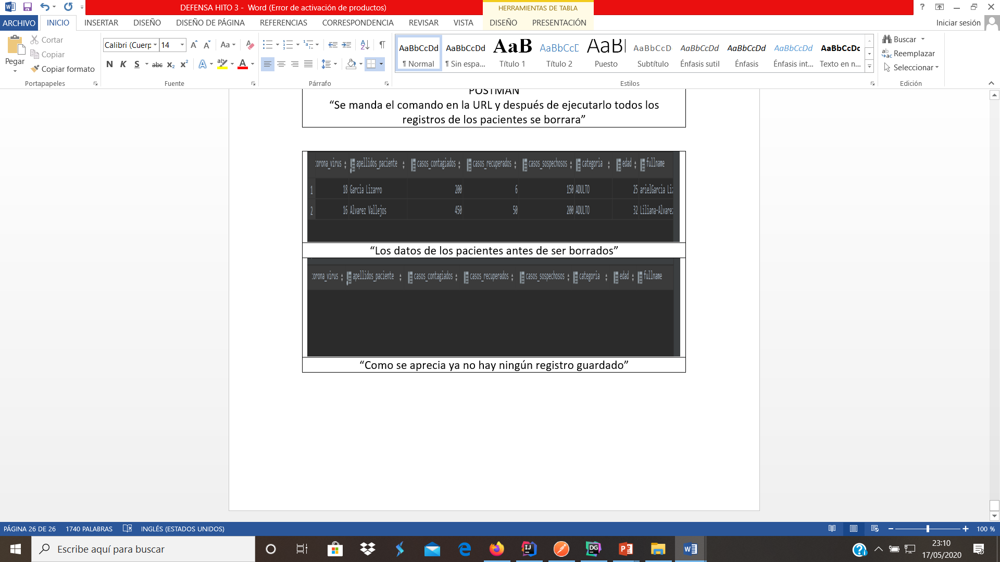 DEFENSA HITO 3 - Word (Error de activación de productos)
HERRAMIENTAS DE TABLA
ARCHIVO INICIO INSERTAR DISEÑO DISEÑO DE PÁGINA REFERENCIAS CORRESPONDENCIA REVISAR VISTA DISEÑO PRESENTACIÓN Iniciar sesión
Pegar
Cortar
Copiar
Copiar formato
Portapapeles
Calibri (Cuerp 14
Fuente
Párrafo
AaBbCcDd AaBbCcDd AaB AaBbCcD AaBl AaBbCcD AaBbCcDd AaBbCcDd AaBbCcDd AaBbCcDc
¶ Normal ¶ Sin espa... Título 1 Título 2 Puesto Subtítulo Énfasis sutil Énfasis Énfasis int... Texto en n...
Estilos
Buscar
Reemplazar
Seleccionar
Edición
POSTMAN
“Se manda el comando en la URL y después de ejecutarlo todos los
registros de los pacientes se borrara”
corona_virus apellidos_paciente casos_contagiados casos_recuperados casos_sospechosos categoria edad fullname
1 18 Garcia Lizarro 200 6 150 ADULTO 25 arielGarcia Liz
2 16 Alvarez Vallejos 450 50 200 ADULTO 32 Liliana-Alvarez
“Los datos de los pacientes antes de ser borrados”
corona_virus apellidos_paciente casos_contagiados casos_recuperados casos_sospechosos categoria edad fullname
“Como se aprecia ya no hay ningún registro guardado”
PÁGINA 26 DE 26 1740 PALABRAS INGLÉS (ESTADOS UNIDOS) 100 %
Escribe aquí para buscar
23:10
17/05/2020